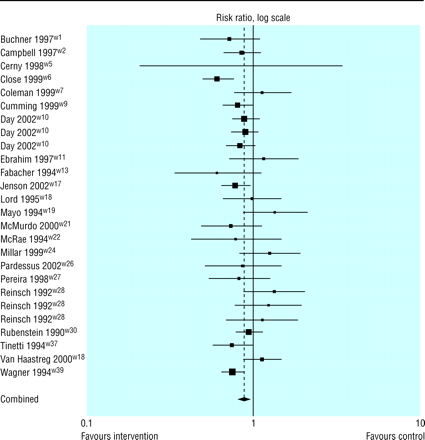 Risk ratio, log scale
Buchner 1997w1
Campbell 1997w2
Cerny 1998w5
Close 1999w6
Coleman 1999w7
Cumming 1999w9
Day 2002w10
Day 2002w10
Day 2002w10
Ebrahim 1997w11
Fabacher 1994w13
Jenson 2002w17
Lord 1995w18
Mayo 1994w19
McMurdo 2000w21
McRae 1994w22
Millar 1999w24
Pardessus 2002w26
Pereira 1998w27
Reinsch 1992w28
Reinsch 1992w28
Reinsch 1992w28
Rubenstein 1990w30
Tinetti 1994w37
Van Haastreg 2000w18
Wagner 1994w39
Combined
0.1 1 10
Favours intervention Favours control